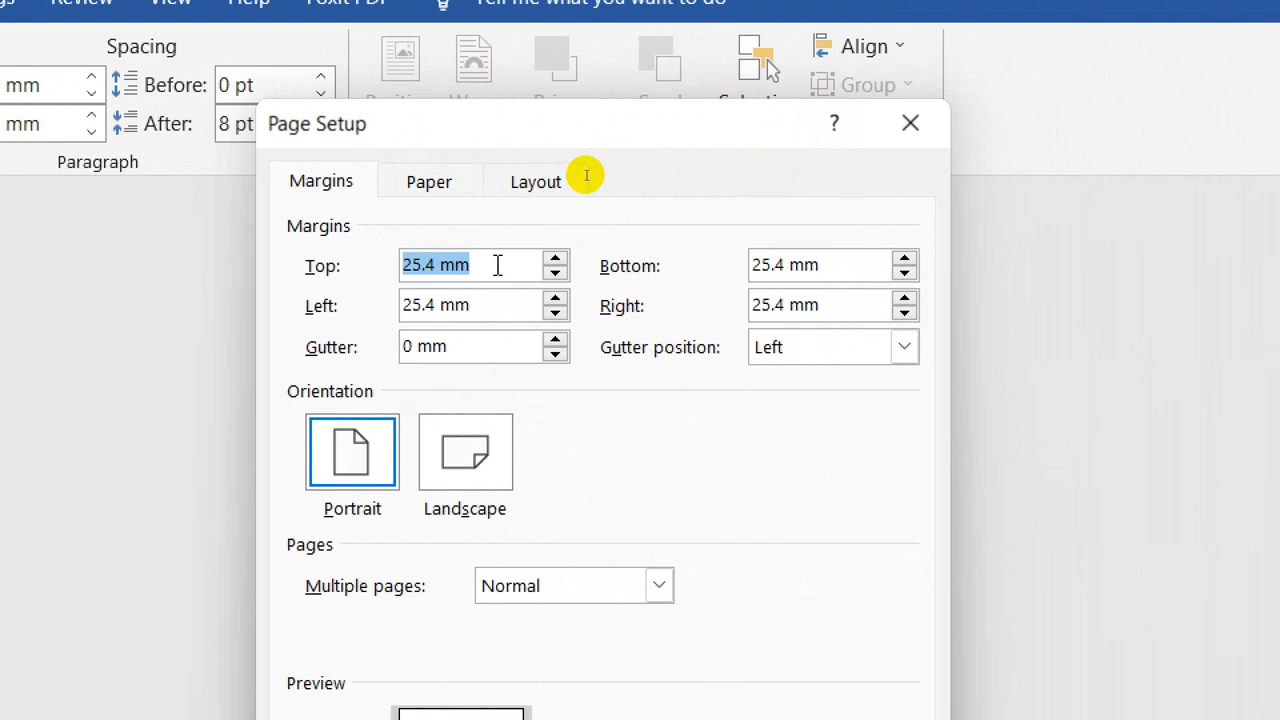 Review View Help Foxit PDF Tell me what you want to do
Spacing
Align
mm Before: 0 pt
Group
mm After: 8 pt
Paragraph
Page Setup ?
Margins Paper Layout
Margins
Top: 25.4 mm Bottom: 25.4 mm
Left: 25.4 mm Right: 25.4 mm
Gutter: 0 mm Gutter position: Left
Orientation
Portrait Landscape
Pages
Multiple pages: Normal
Preview